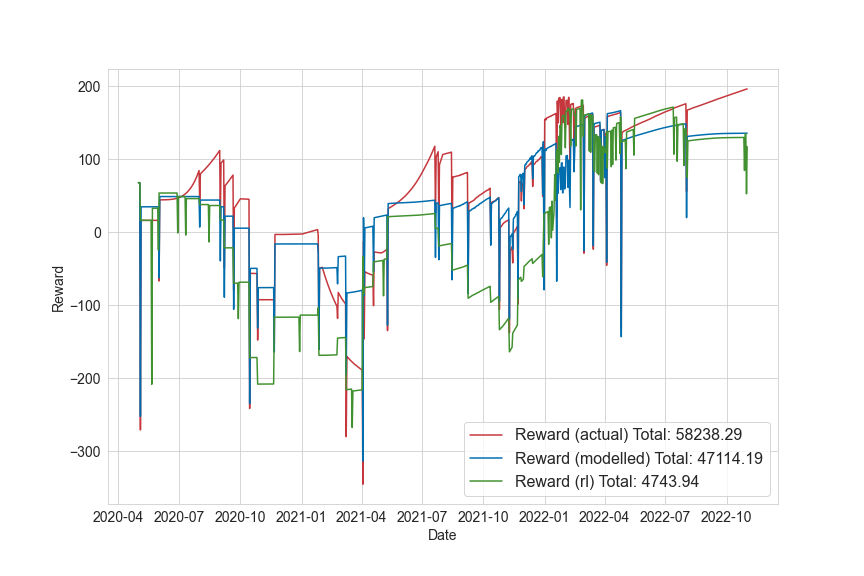 200
100
0
−100
−200
−300
Reward
Reward (actual) Total: 58238.29
Reward (modelled) Total: 47114.19
Reward (rl) Total: 4743.94
2020-04 2020-07 2020-10 2021-01 2021-04 2021-07 2021-10 2022-01 2022-04 2022-07 2022-10
Date